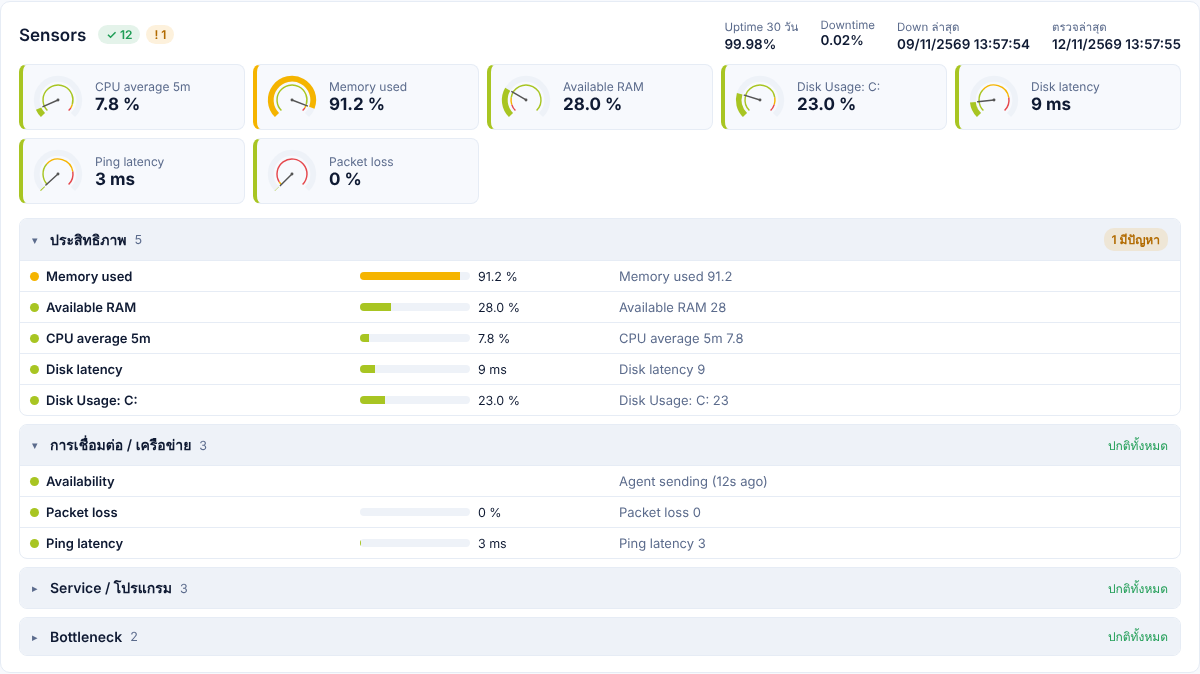 Sensors ✓ 12 ! 1
Uptime 30 วัน
99.98%
Downtime
0.02%
Down ล่าสุด
09/11/2569 13:57:54
ตรวจล่าสุด
12/11/2569 13:57:55
CPU average 5m
7.8 %
Memory used
91.2 %
Available RAM
28.0 %
Disk Usage: C:
23.0 %
Disk latency
9 ms
Ping latency
3 ms
Packet loss
0 %
▾ ประสิทธิภาพ 5 1 มีปัญหา
Memory used 91.2 % Memory used 91.2
Available RAM 28.0 % Available RAM 28
CPU average 5m 7.8 % CPU average 5m 7.8
Disk latency 9 ms Disk latency 9
Disk Usage: C: 23.0 % Disk Usage: C: 23
▾ การเชื่อมต่อ / เครือข่าย 3 ปกติทั้งหมด
Availability Agent sending (12s ago)
Packet loss 0 % Packet loss 0
Ping latency 3 ms Ping latency 3
▸ Service / โปรแกรม 3 ปกติทั้งหมด
▸ Bottleneck 2 ปกติทั้งหมด